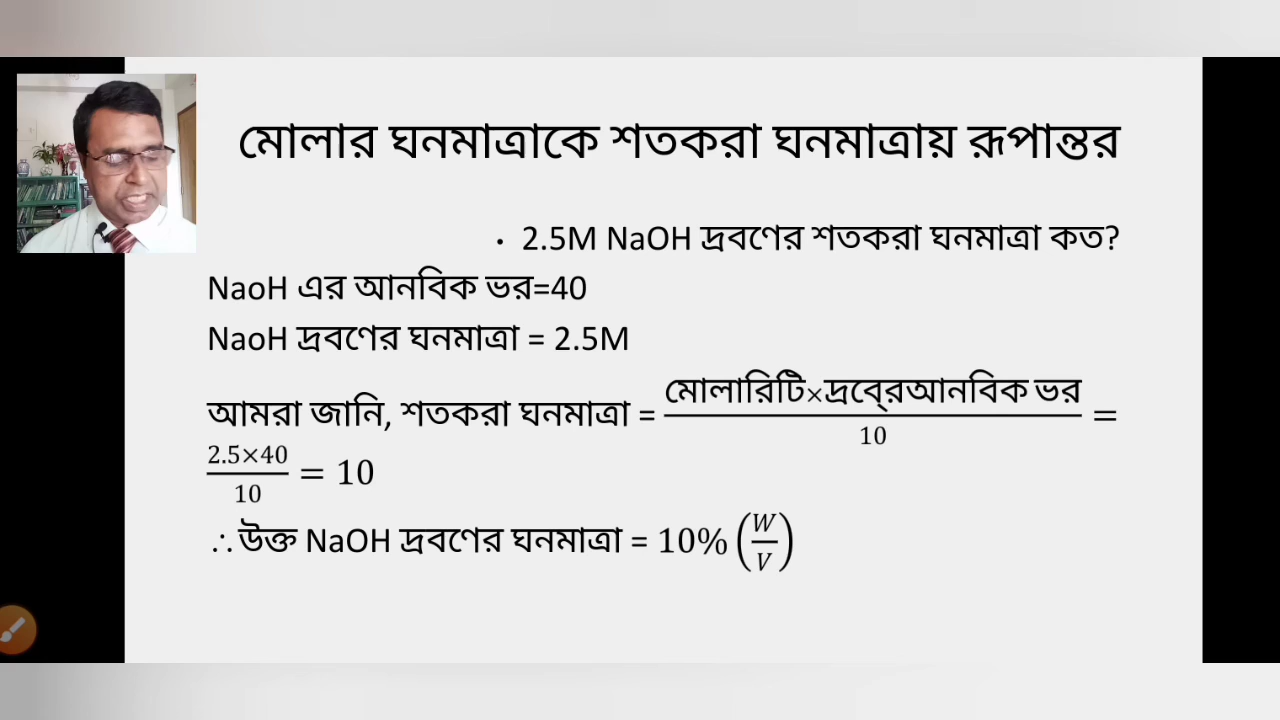 মোলার ঘনমাত্রাকে শতকরা ঘনমাত্রায় রূপান্তর
• 2.5M NaOH দ্রবণের শতকরা ঘনমাত্রা কত?
NaoH এর আনবিক ভর=40
NaoH দ্রবণের ঘনমাত্রা = 2.5M
আমরা জানি, শতকরা ঘনমাত্রা = মোলারিটি×দ্রব্রেআনবিক ভর/10 =
2.5×40/10 = 10
∴উক্ত NaOH দ্রবণের ঘনমাত্রা = 10% (W/V)